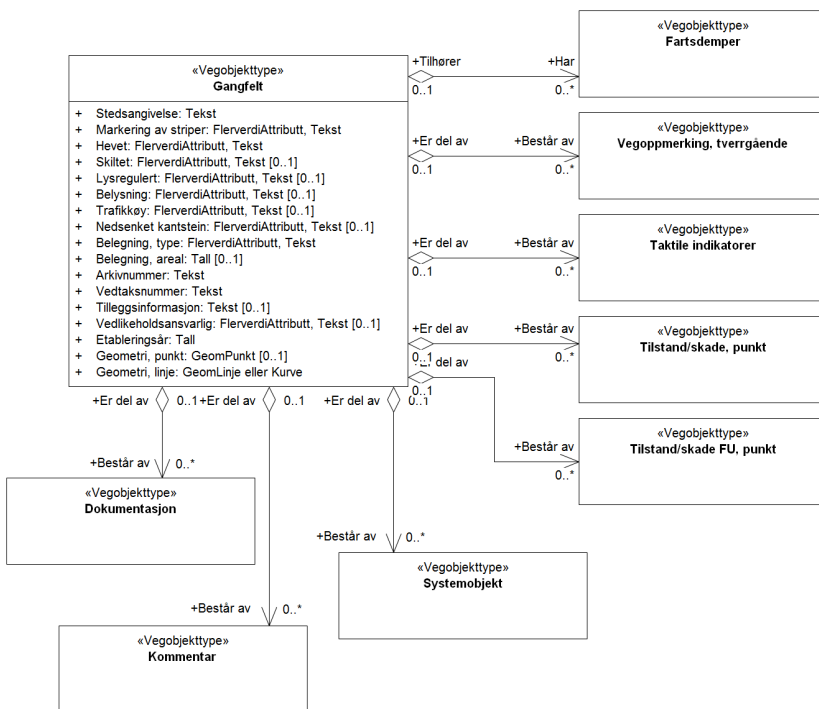 «Vegobjekttype»
Gangfelt
+ Stedsangivelse: Tekst
+ Markering av striper: FlerverdiAttributt, Tekst
+ Hevet: FlerverdiAttributt, Tekst
+ Skiltet: FlerverdiAttributt, Tekst [0..1]
+ Lysregulert: FlerverdiAttributt, Tekst [0..1]
+ Belysning: FlerverdiAttributt, Tekst [0..1]
+ Trafikkøy: FlerverdiAttributt, Tekst [0..1]
+ Nedsenket kantstein: FlerverdiAttributt, Tekst [0..1]
+ Belegning, type: FlerverdiAttributt, Tekst
+ Belegning, areal: Tall [0..1]
+ Arkivnummer: Tekst
+ Vedtaksnummer: Tekst
+ Tilleggsinformasjon: Tekst [0..1]
+ Vedlikeholdsansvarlig: FlerverdiAttributt, Tekst [0..1]
+ Etableringsår: Tall
+ Geometri, punkt: GeomPunkt [0..1]
+ Geometri, linje: GeomLinje eller Kurve
+Tilhører +Har
0..1 0..*
«Vegobjekttype»
Fartsdemper
+Er del av +Består av
0..1 0..*
«Vegobjekttype»
Vegoppmerking, tverrgående
+Er del av +Består av
0..1 0..*
«Vegobjekttype»
Taktile indikatorer
+Er del av +Består av
0..1 0..*
«Vegobjekttype»
Tilstand/skade, punkt
+Er del av
0..1
+Består av
0..*
«Vegobjekttype»
Tilstand/skade FU, punkt
+Er del av 0..1
+Består av 0..*
«Vegobjekttype»
Dokumentasjon
+Er del av 0..1
+Består av 0..*
«Vegobjekttype»
Kommentar
+Er del av 0..1
+Består av 0..*
«Vegobjekttype»
Systemobjekt